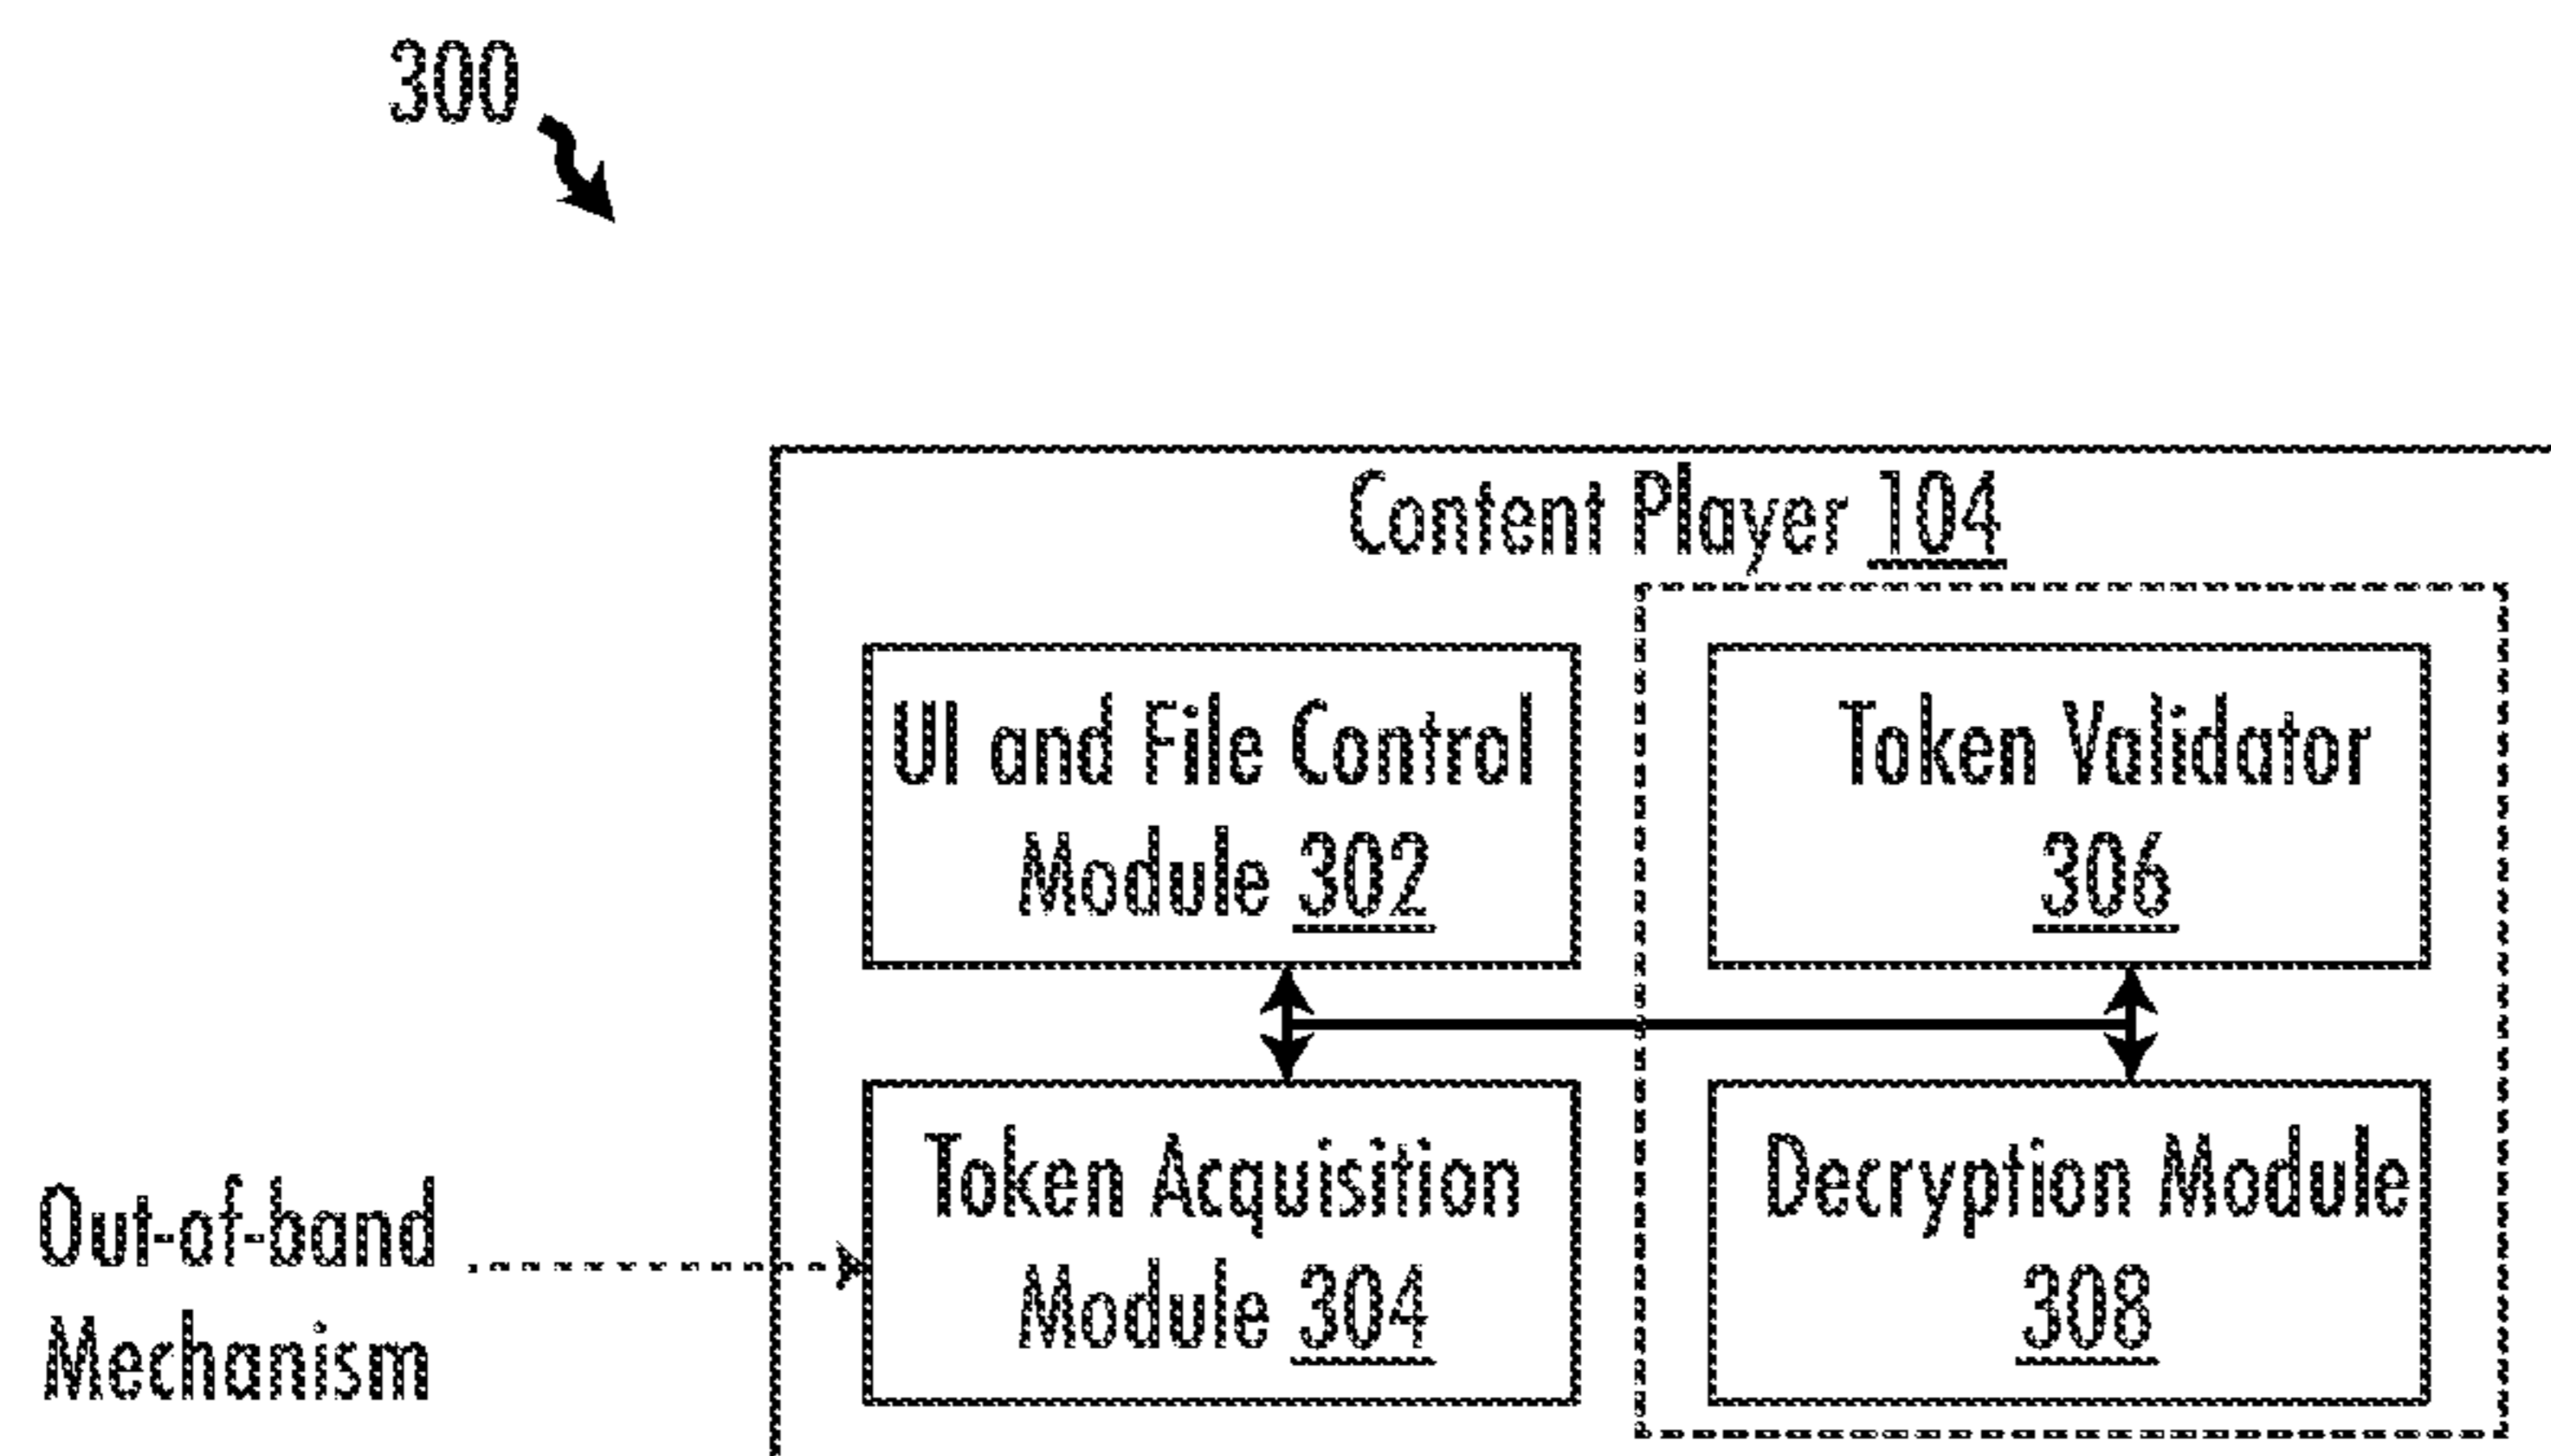 300
Content Player 104
UI and File Control
Module 302
Token Validator
306
Token Acquisition
Module 304
Decryption Module
308
Out-of-band
Mechanism